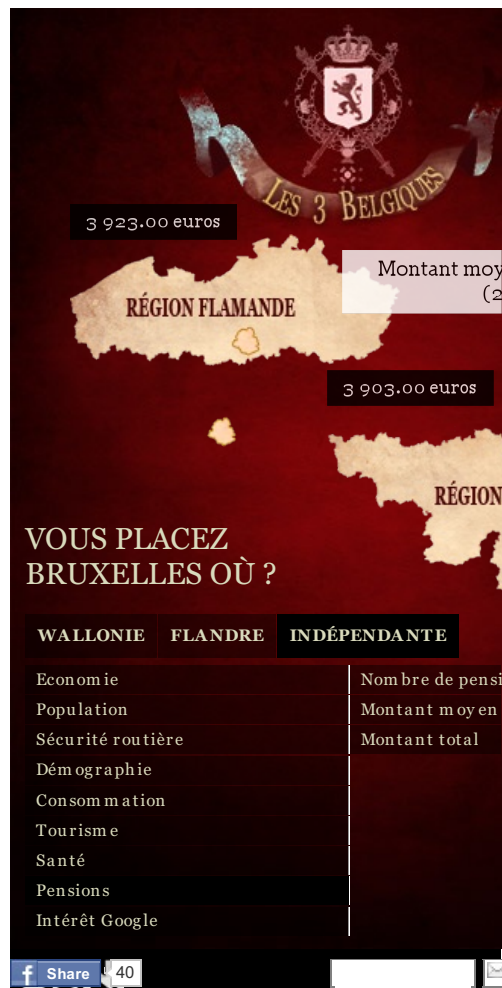 LES 3 BELGIQUES
3 923.00 euros
Montant moy
(2
RÉGION FLAMANDE
3 903.00 euros
RÉGION
VOUS PLACEZ
BRUXELLES OÙ ?
WALLONIE FLANDRE INDÉPENDANTE
Economie
Population
Sécurité routière
Démographie
Consommation
Tourisme
Santé
Pensions
Intérêt Google
Nombre de pensi
Montant moyen
Montant total
f Share 40